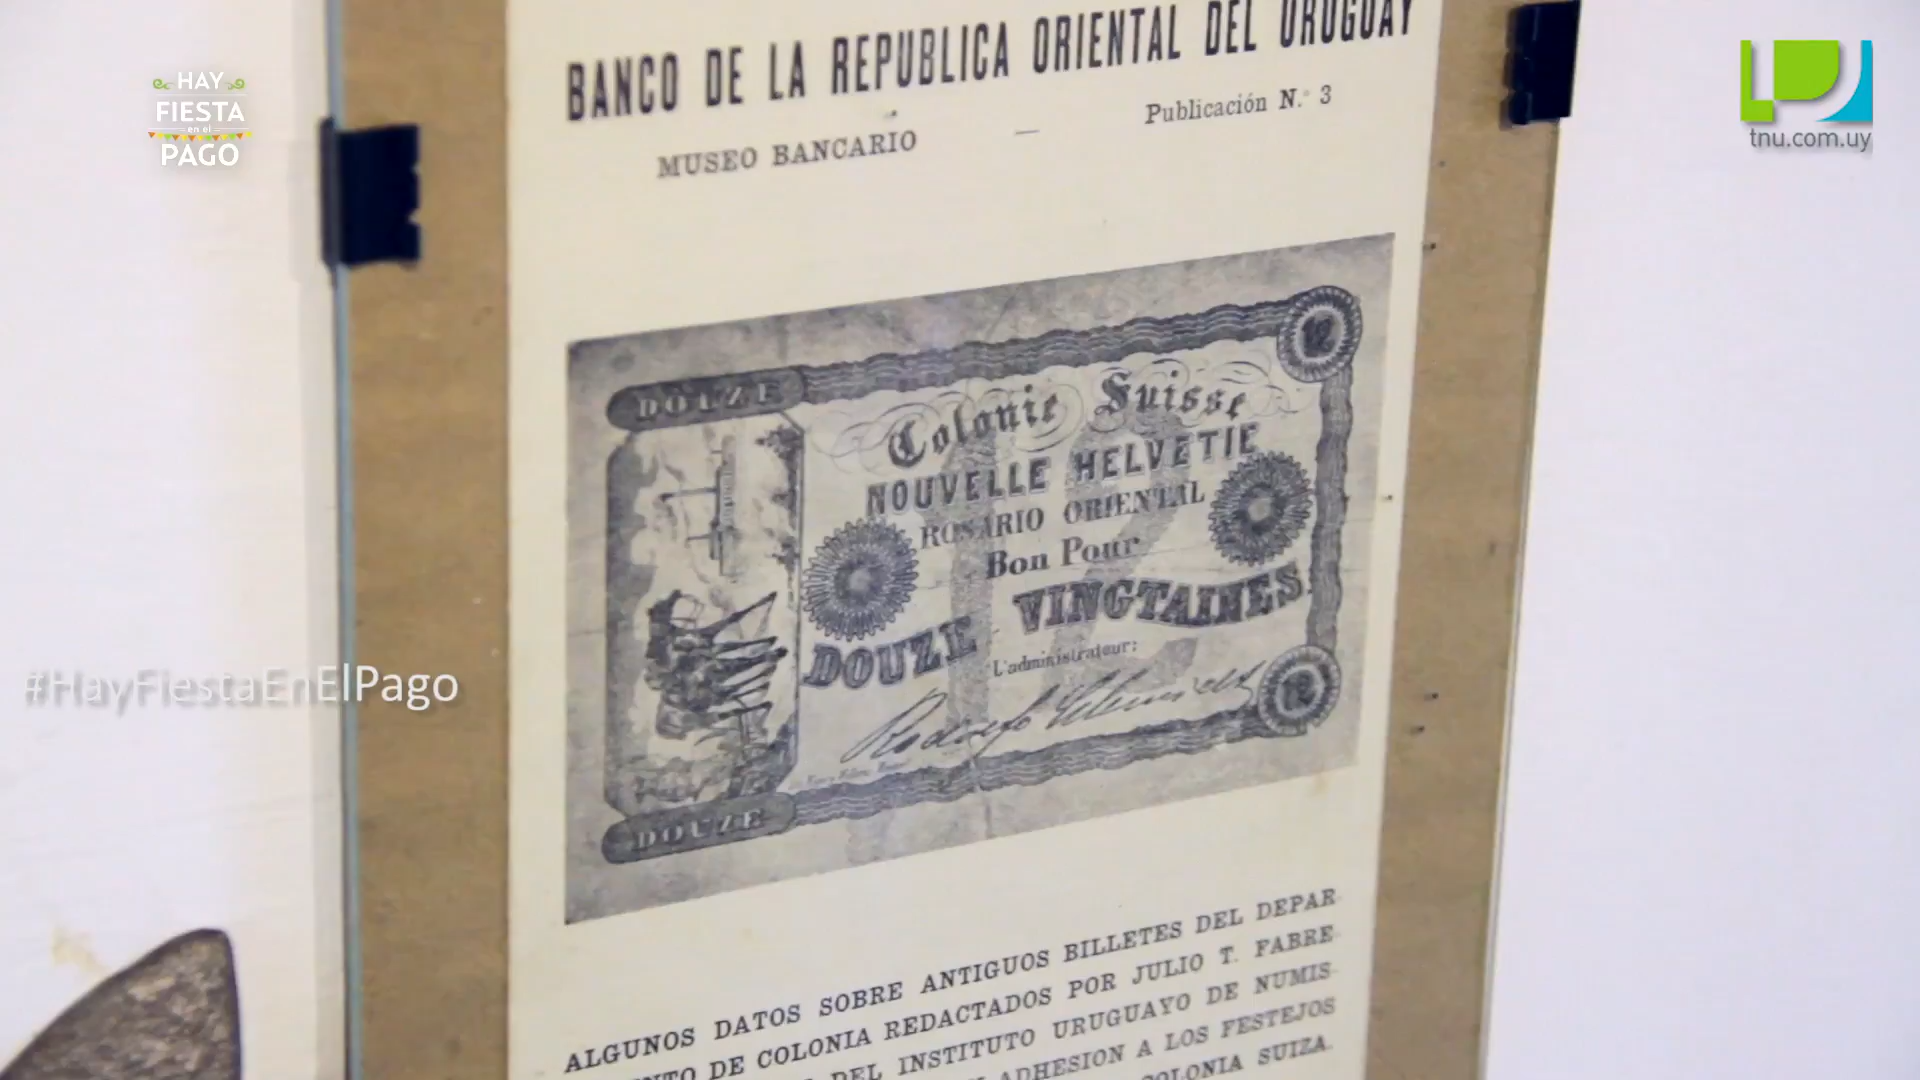 HAY
FIESTA
en el
PAGO
tnu.com.uy
#HayFiestaEnElPago
BANCO DE LA REPUBLICA ORIENTAL DEL URUGUAY
MUSEO BANCARIO — Publicación N.° 3
DOUZE
12
Colonie Suisse
NOUVELLE HELVETIE
ROSARIO ORIENTAL
Bon Pour
DOUZE VINGTAINES
L'administrateur:
12
DOUZE
ALGUNOS DATOS SOBRE ANTIGUOS BILLETES DEL DEPAR-
NTO DE COLONIA REDACTADOS POR JULIO T. FABRE-
DEL INSTITUTO URUGUAYO DE NUMIS-
ADHESION A LOS FESTEJOS
COLONIA SUIZA.